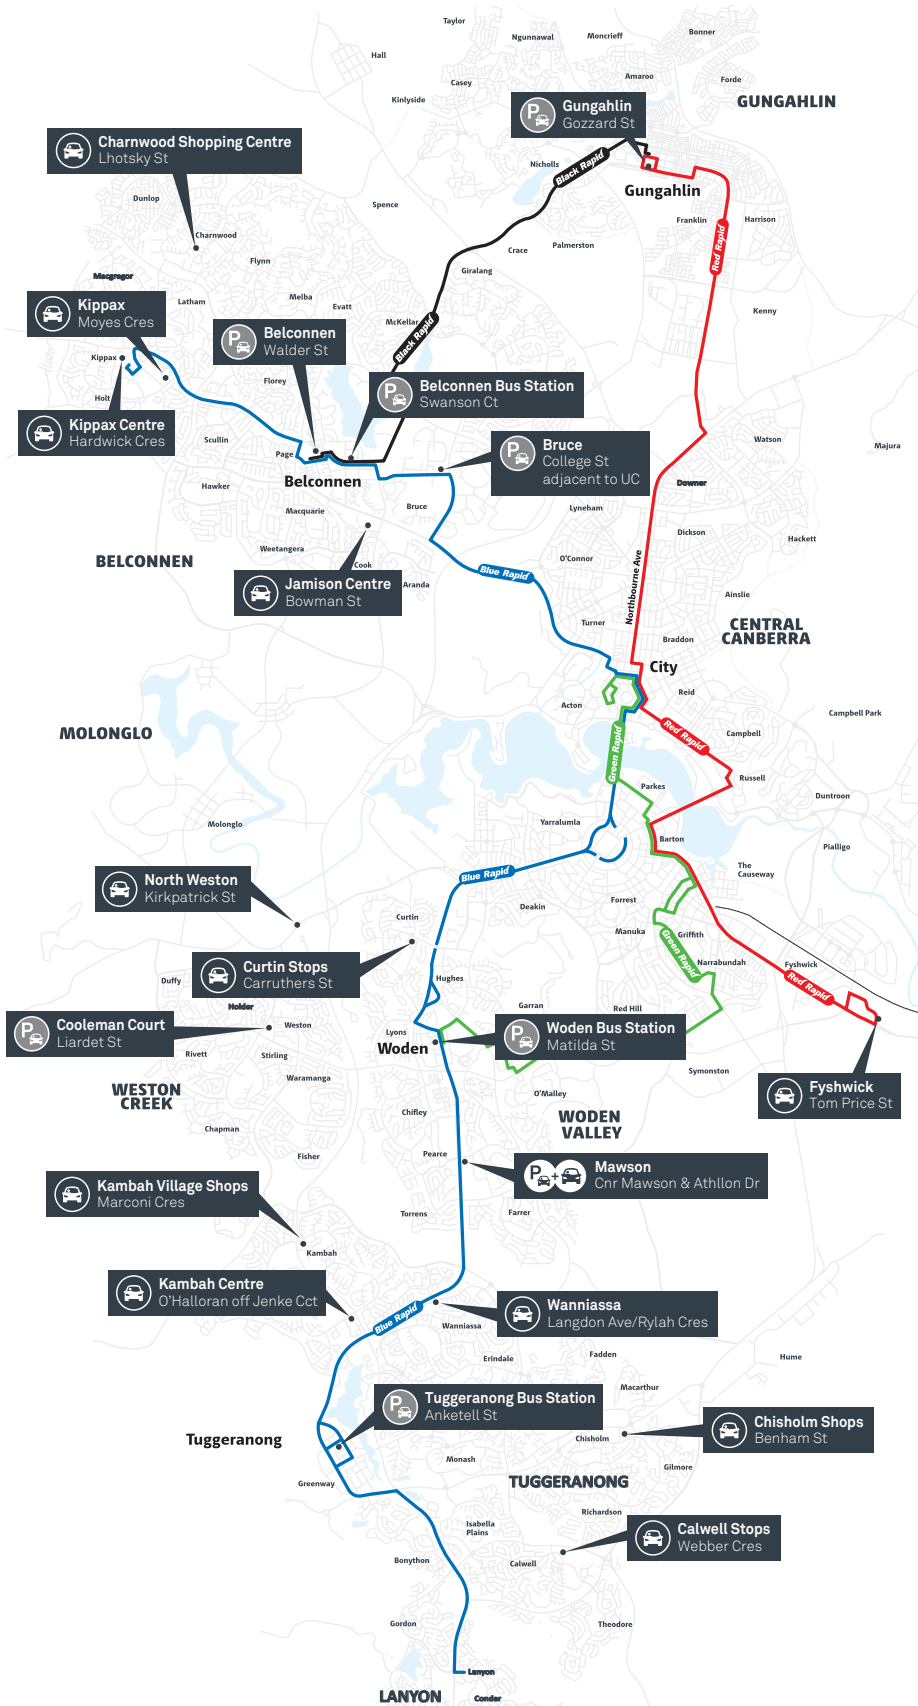 Taylor
Bonner
Ngunnawal
Moncrieff
Hall
Amaroo
Casey
Forde
Kinlyside
GUNGAHLIN
P
Gungahlin
Gozzard St
Charnwood Shopping Centre
Lhotsky St
Black Rapid
Nicholls
Gungahlin
Dunlop
Spence
Franklin
Harrison
Charnwood
Red Rapid
Crace
Palmerston
Flynn
Giralang
Macgregor
Latham
Melba
Evatt
Kenny
Kippax
Moyes Cres
McKellar
Black Rapid
P
Belconnen
Walder St
Kippax
Florey
P
Belconnen Bus Station
Swanson Ct
Holt
Kippax Centre
Hardwick Cres
Scullin
Page
Watson
Majura
P
Bruce
College St
adjacent to UC
Belconnen
Downer
Hawker
Macquarie
Bruce
Lyneham
Dickson
Hackett
Weetangera
BELCONNEN
Cook
O'Connor
Northbourne Ave
Blue Rapid
Jamison Centre
Bowman St
Aranda
Ainslie
Turner
CENTRAL
CANBERRA
Braddon
City
Acton
Reid
Campbell Park
MOLONGLO
Green Rapid
Red Rapid
Campbell
Russell
Parkes
Duntroon
Molonglo
Yarralumla
Barton
Pialligo
The
Causeway
Blue Rapid
North Weston
Kirkpatrick St
Deakin
Forrest
Curtin
Manuka
Griffith
Green Rapid
Curtin Stops
Carruthers St
Narrabundah
Fyshwick
Red Rapid
Duffy
Hughes
Holder
Garran
Red Hill
P
Cooleman Court
Liardet St
Weston
Lyons
P
Woden Bus Station
Matilda St
Woden
Rivett
Stirling
Waramanga
Symonston
WESTON
CREEK
O'Malley
Fyshwick
Tom Price St
Chifley
WODEN
VALLEY
Chapman
Fisher
Pearce
P
+
Mawson
Cnr Mawson & Athllon Dr
Kambah Village Shops
Marconi Cres
Torrens
Farrer
Kambah
Kambah Centre
O'Halloran off Jenke Cct
Blue Rapid
Wanniassa
Langdon Ave/Rylah Cres
Wanniassa
Erindale
Fadden
Hume
Macarthur
P
Tuggeranong Bus Station
Anketell St
Chisholm Shops
Benham St
Tuggeranong
Chisholm
Monash
Gilmore
TUGGERANONG
Greenway
Richardson
Isabella
Plains
Calwell Stops
Webber Cres
Bonython
Calwell
Gordon
Theodore
Lanyon
LANYON
Conder